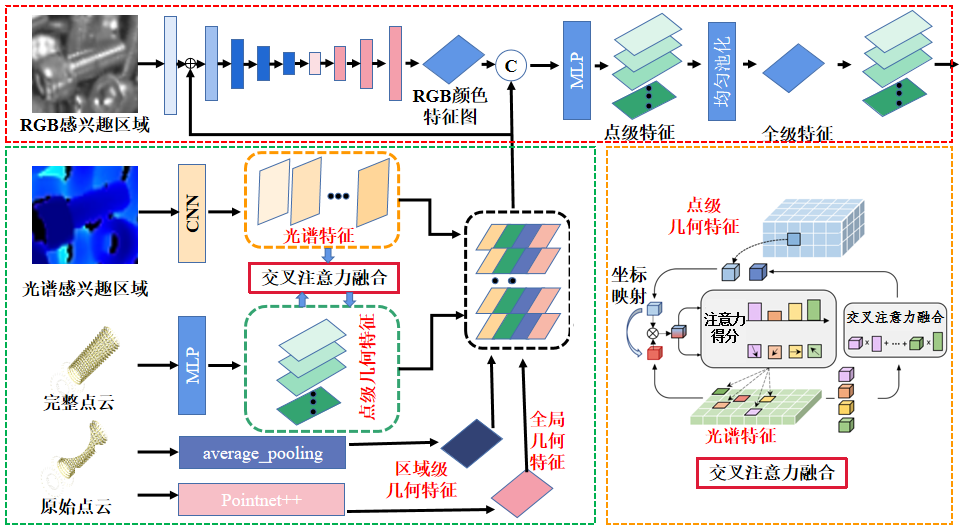 RGB感兴趣区域
RGB颜色
特征图
C
MLP
点级特征
均匀池化
全级特征
光谱感兴趣区域
CNN
光谱特征
交叉注意力融合
完整点云
MLP
点级几何特征
原始点云
average_pooling
Pointnet++
区域级
几何特征
全局
几何
特征
点级
几何特征
坐标
映射
注意力
得分
交叉注意力融合
x + ... + x
光谱特征
交叉注意力融合